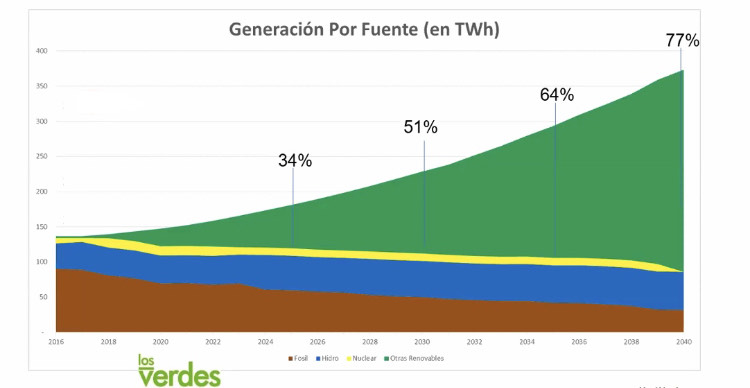 Generación Por Fuente (en TWh)
77%
64%
51%
34%
400
350
300
250
200
150
100
50
-
2016 2018 2020 2022 2024 2026 2028 2030 2032 2034 2036 2038 2040
Fosil Hidro Nuclear Otras Renovables
los
verdes